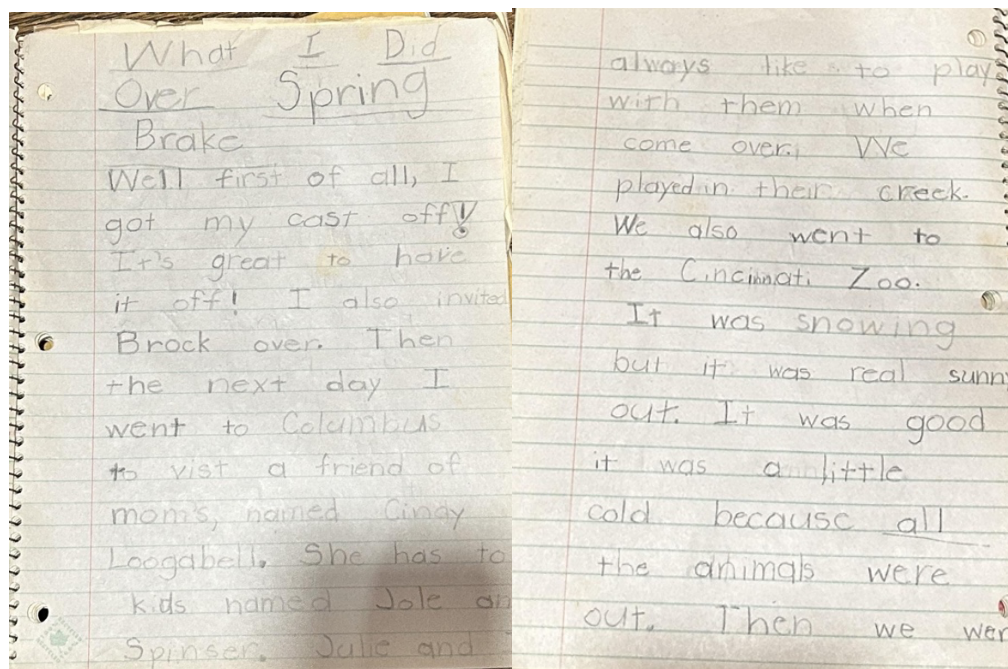 What I Did
Over Spring
Brake
Well first of all, I
got my cast off!
It's great to have
it off! I also invited
Brock over. Then
the next day I
went to Columbus
to vist a friend of
mom's, named Cindy
Loogabell. She has to
kids named Jole an
Spinser. Julie and
always like to play
with them when
come over. We
played in their creek.
We also went to
the Cincinnati Zoo.
It was snowing
but it was real sunn
out. It was good
it was a little
cold because all
the animals were
out. Then we wer